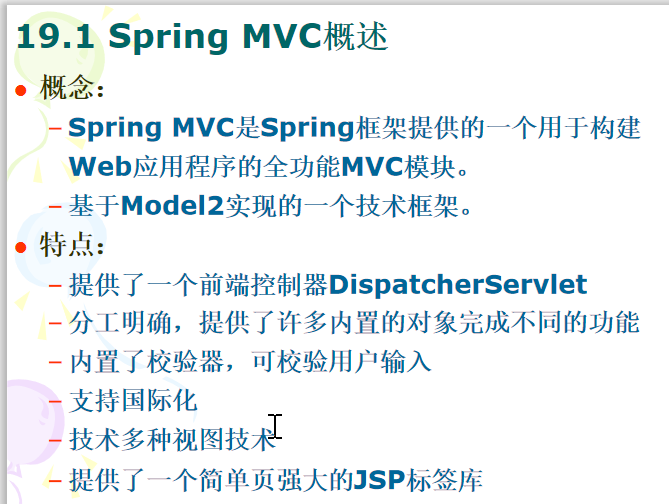 19.1 Spring MVC概述
概念：
– Spring MVC是Spring框架提供的一个用于构建
Web应用程序的全功能MVC模块。
– 基于Model2实现的一个技术框架。
特点：
– 提供了一个前端控制器DispatcherServlet
– 分工明确，提供了许多内置的对象完成不同的功能
– 内置了校验器，可校验用户输入
– 支持国际化
– 技术多种视图技术
– 提供了一个简单页强大的JSP标签库